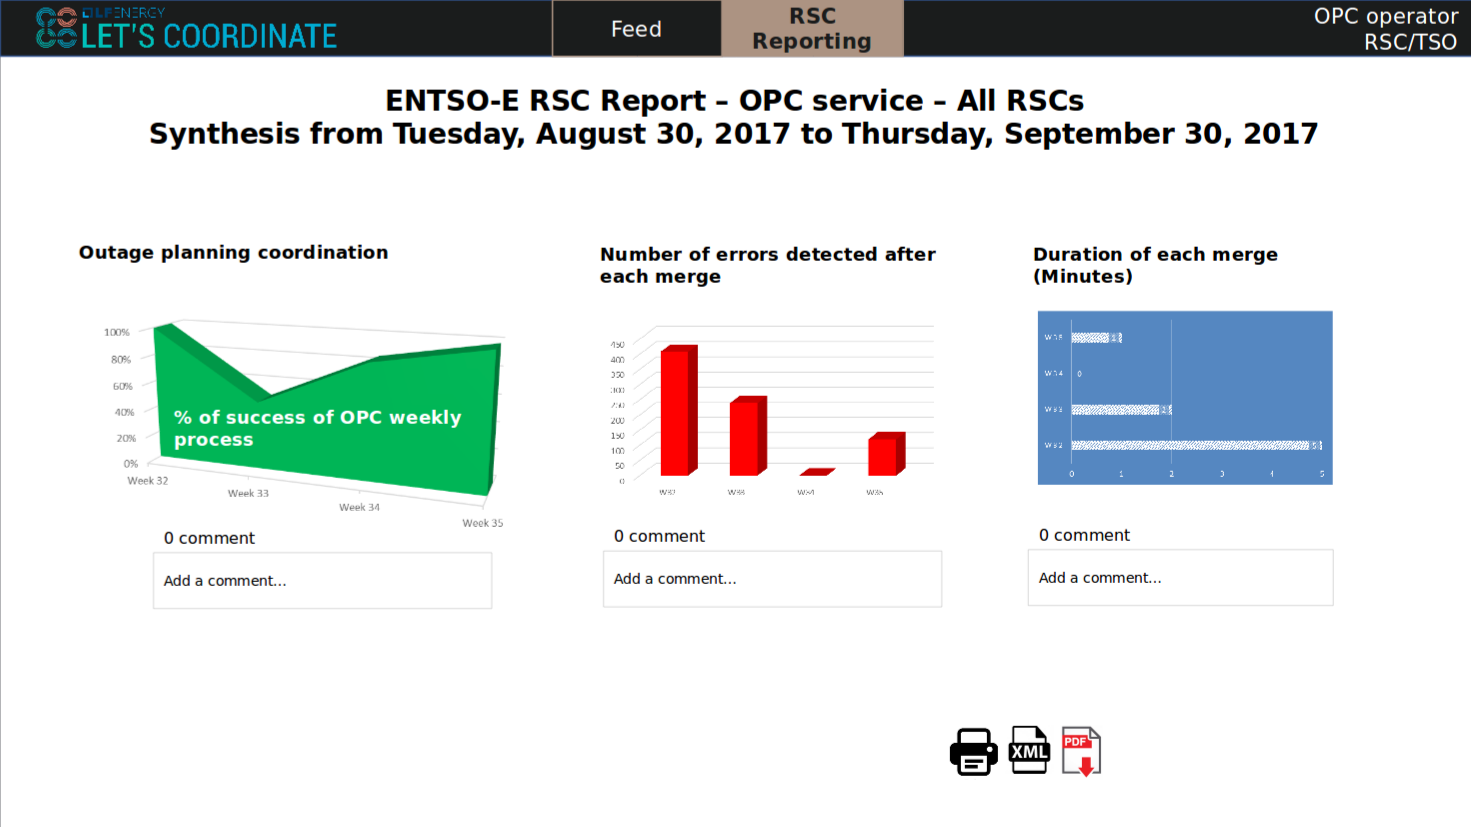 LFENERGY
LET'S COORDINATE
Feed
RSC
Reporting
OPC operator
RSC/TSO
ENTSO-E RSC Report – OPC service – All RSCs
Synthesis from Tuesday, August 30, 2017 to Thursday, September 30, 2017
Outage planning coordination
100%
80%
60%
40%
20%
0%
% of success of OPC weekly
process
Week 32
Week 33
Week 34
Week 35
0 comment
Add a comment...
Number of errors detected after
each merge
450
400
350
300
250
200
150
100
50
0
W32
W33
W34
W35
0 comment
Add a comment...
Duration of each merge
(Minutes)
W35
1
W34
0
W33
2
W32
5
0
1
2
3
4
5
0 comment
Add a comment...
XML
PDF